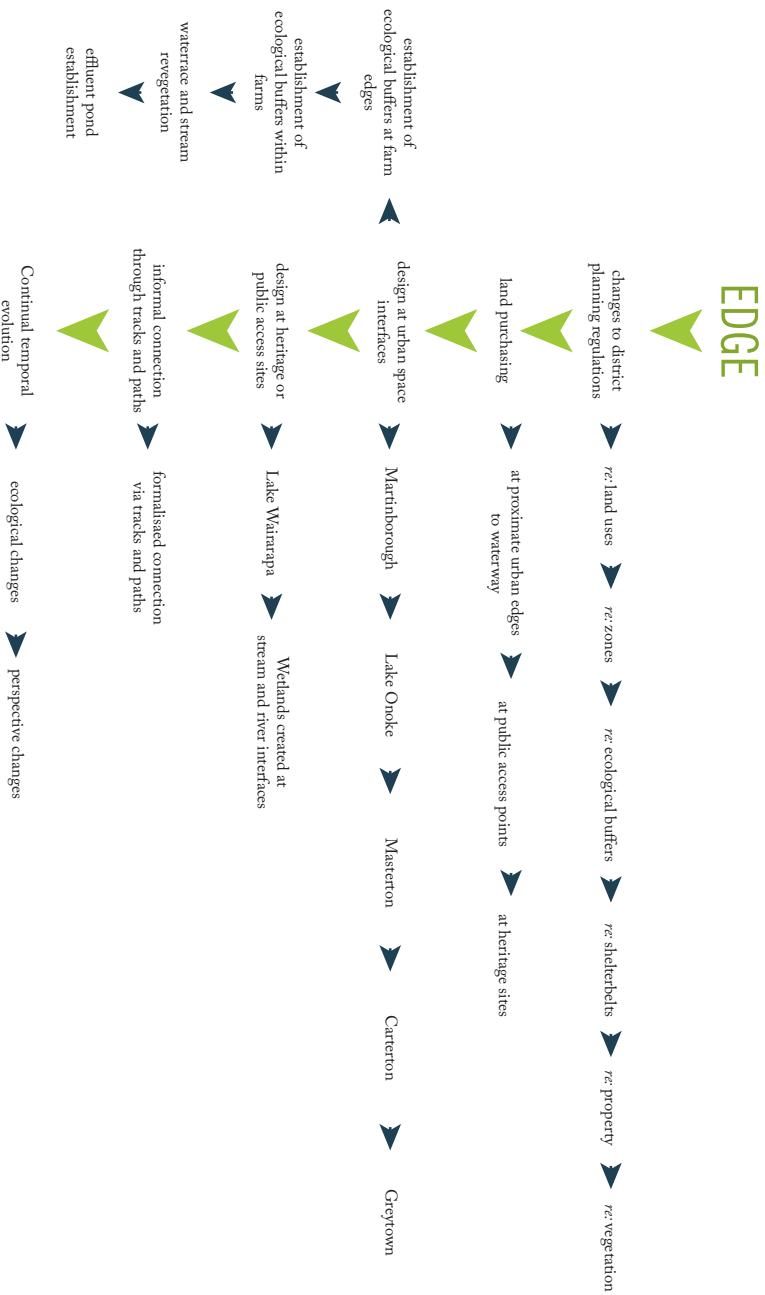 EDGE
changes to district
planning regulations
re: land uses
re: zones
re: ecological buffers
re: shelterbelts
re: property
re: vegetation
land purchasing
at proximate urban edges
to waterway
at public access points
at heritage sites
establishment of
ecological buffers at farm
edges
design at urban space
interfaces
Martinborough
Lake Onoke
Masterton
Carterton
Greytown
establishment of
ecological buffers within
farms
design at heritage or
public access sites
Lake Wairarapa
Wetlands created at
stream and river interfaces
waterrace and stream
revegetation
informal connection
through tracks and paths
formalisaed connection
via tracks and paths
effluent pond
establishment
Continual temporal
evolution
ecological changes
perspective changes